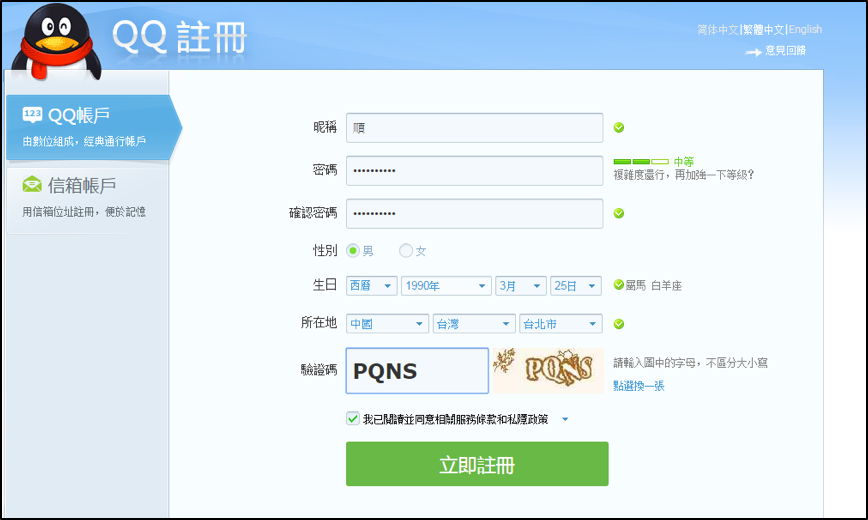 QQ 註冊
简体中文|繁體中文|English
意見回饋
123 QQ帳戶
由數位組成，經典通行帳戶
信箱帳戶
用信箱位址註冊，便於記憶
昵稱 順
密碼 •••••••••• 中等
複雜度還行，再加強一下等級?
確認密碼 ••••••••••
性別 男 女
生日 西曆 1990年 3月 25日 屬馬 白羊座
所在地 中國 台灣 台北市
驗證碼 PQNS PQNS 請輸入圖中的字母，不區分大小寫
點選換一張
我已閱讀並同意相關服務條款和私隱政策
立即註冊